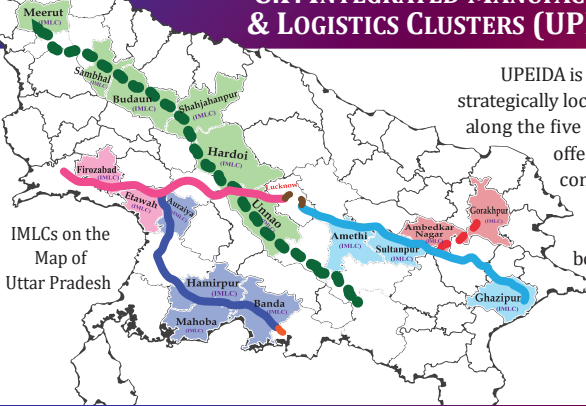 & LOGISTICS CLUSTERS (UP
UPEIDA is
strategically loc
along the five
offe
con
be
IMLCs on the
Map of
Uttar Pradesh
Meerut
(IMLC)
Sambhal
(IMLC)
Budaun
(IMLC)
Shahjahanpur
(IMLC)
Hardoi
(IMLC)
Firozabad
(IMLC)
Etawah
(IMLC)
Auraiya
(IMLC)
Lucknow
Unnao
(IMLC)
Amethi
(IMLC)
Sultanpur
(IMLC)
Ambedkar
Nagar
(IMLC)
Gorakhpur
(IMLC)
Ghazipur
(IMLC)
Hamirpur
(IMLC)
Banda
(IMLC)
Mahoba
(IMLC)